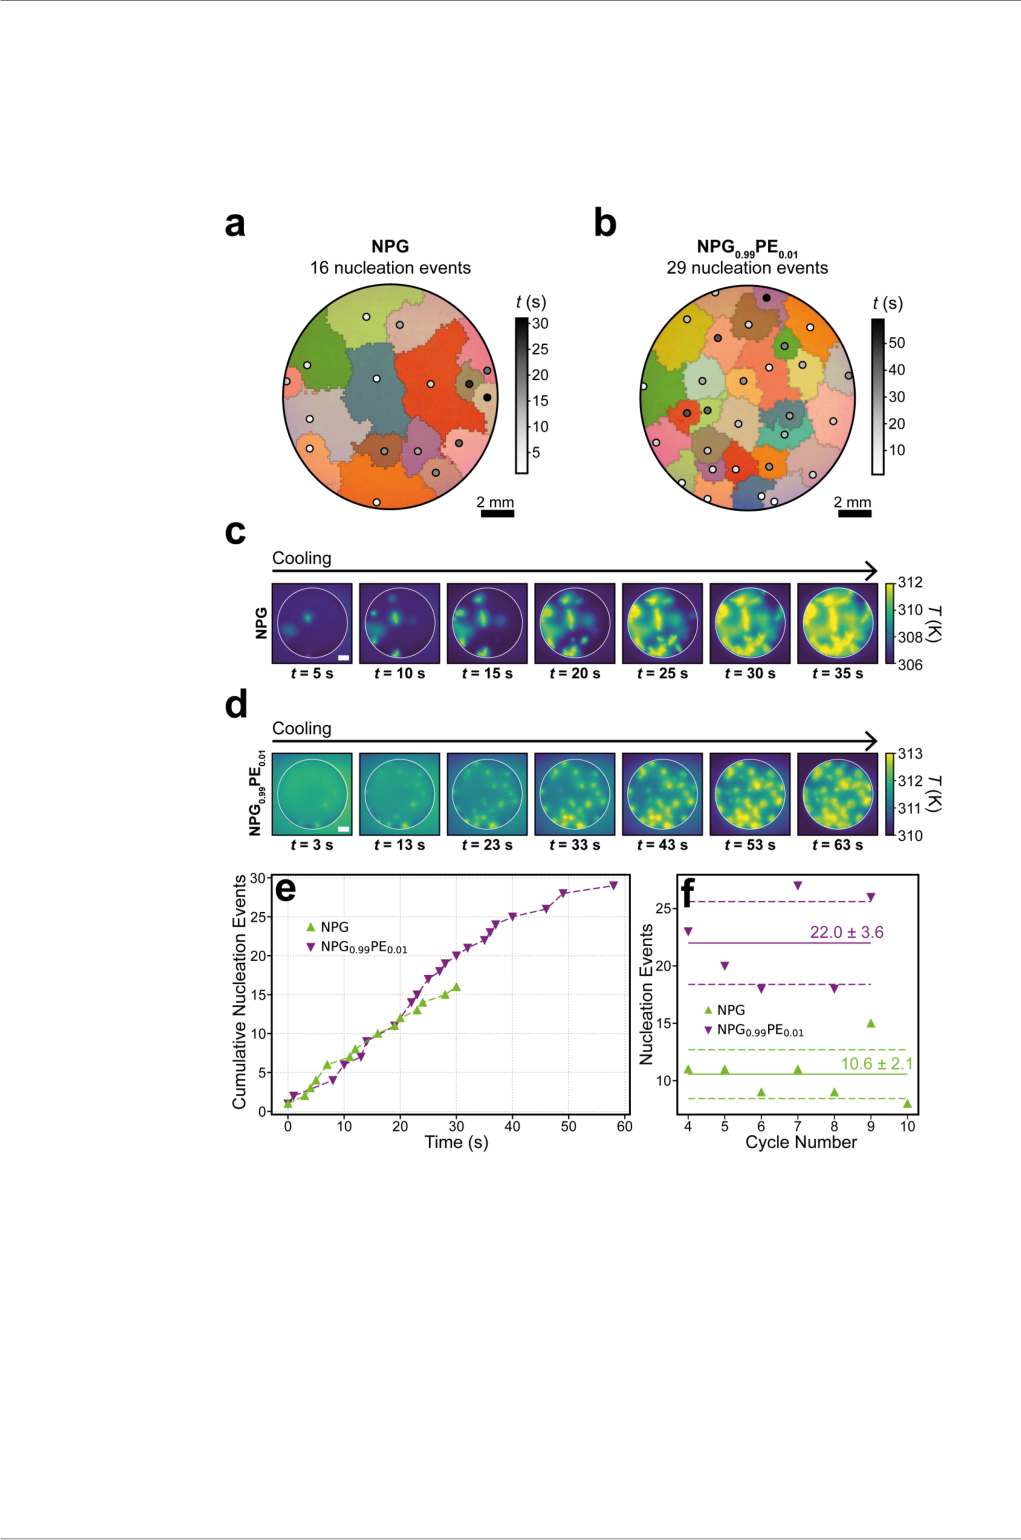 a
NPG
16 nucleation events
t (s)
30
25
20
15
10
5
2 mm
b
NPG0.99PE0.01
29 nucleation events
t (s)
50
40
30
20
10
2 mm
c
Cooling
NPG
t = 5 s
t = 10 s
t = 15 s
t = 20 s
t = 25 s
t = 30 s
t = 35 s
312
310
308
306
T (K)
d
Cooling
NPG0.99PE0.01
t = 3 s
t = 13 s
t = 23 s
t = 33 s
t = 43 s
t = 53 s
t = 63 s
313
312
311
310
T (K)
e
Cumulative Nucleation Events
30
25
20
15
10
5
0
NPG
NPG0.99PE0.01
0 10 20 30 40 50 60
Time (s)
f
Nucleation Events
25
20
15
10
22.0 ± 3.6
NPG
NPG0.99PE0.01
10.6 ± 2.1
4 5 6 7 8 9 10
Cycle Number